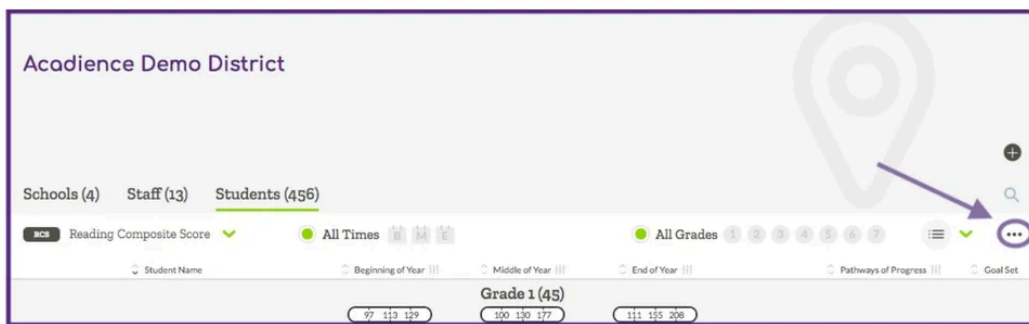 Acadience Demo District
Schools (4) Staff (13) Students (456)
RCS Reading Composite Score All Times B M E All Grades 1 2 3 4 5 6 7
Student Name Beginning of Year Middle of Year End of Year Pathways of Progress Goal Set
Grade 1 (45)
97 113 129 100 130 177 111 155 208